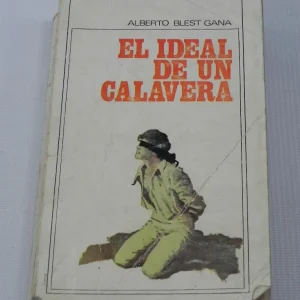 ALBERTO BLEST GANA
EL IDEAL
DE UN
CALAVERA